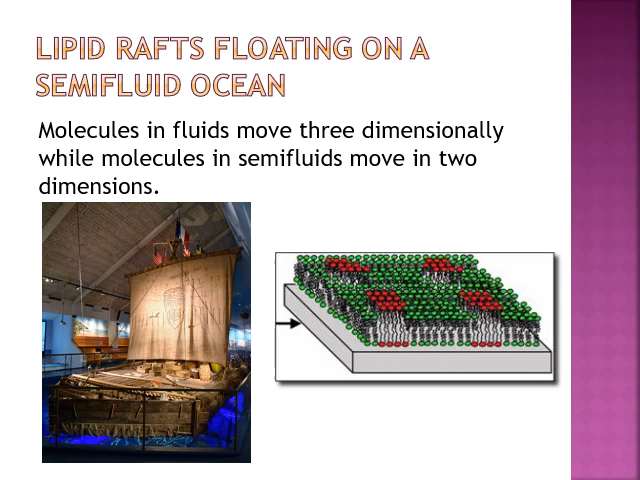 LIPID RAFTS FLOATING ON A
SEMIFLUID OCEAN
Molecules in fluids move three dimensionally
while molecules in semifluids move in two
dimensions.